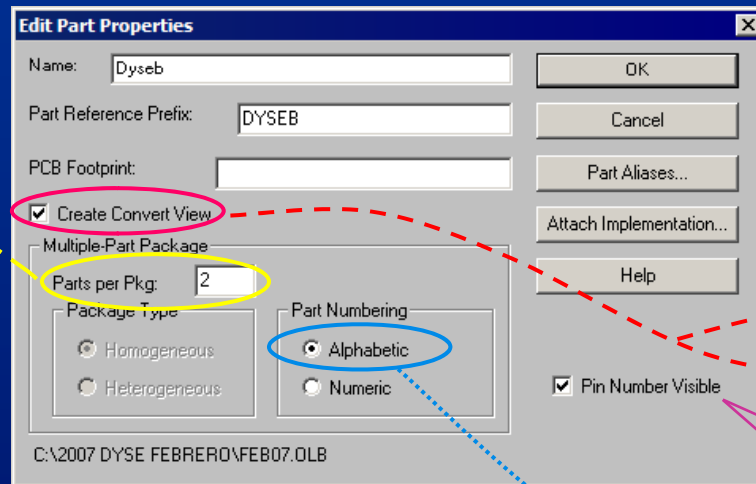 Edit Part Properties
Name: Dyseb
OK
Part Reference Prefix: DYSEB
Cancel
PCB Footprint:
Part Aliases...
Create Convert View
Attach Implementation...
Multiple-Part Package
Parts per Pkg: 2
Help
Package Type
Part Numbering
Homogeneous
Alphabetic
Heterogeneous
Numeric
Pin Number Visible
C:\2007 DYSE FEBRERO\FEB07.OLB